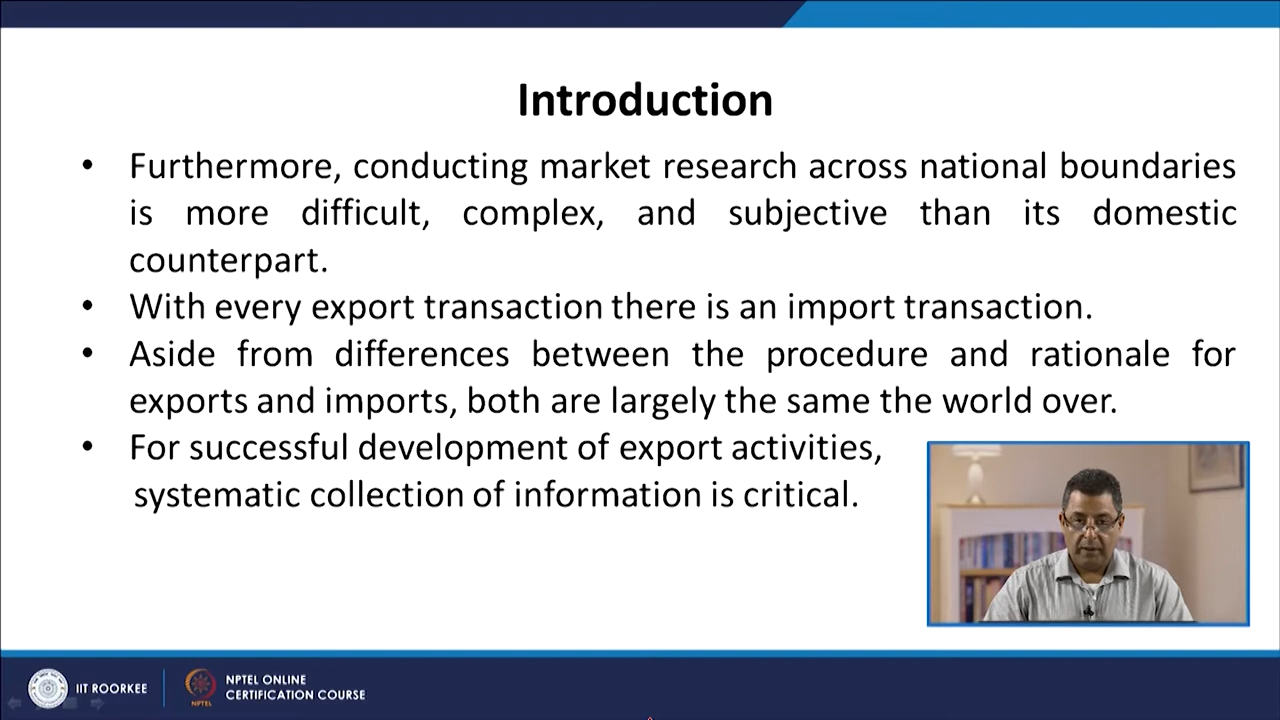 Introduction
• Furthermore, conducting market research across national boundaries
is more difficult, complex, and subjective than its domestic
counterpart.
• With every export transaction there is an import transaction.
• Aside from differences between the procedure and rationale for
exports and imports, both are largely the same the world over.
• For successful development of export activities,
systematic collection of information is critical.
IIT ROORKEE
NPTEL
NPTEL ONLINE
CERTIFICATION COURSE